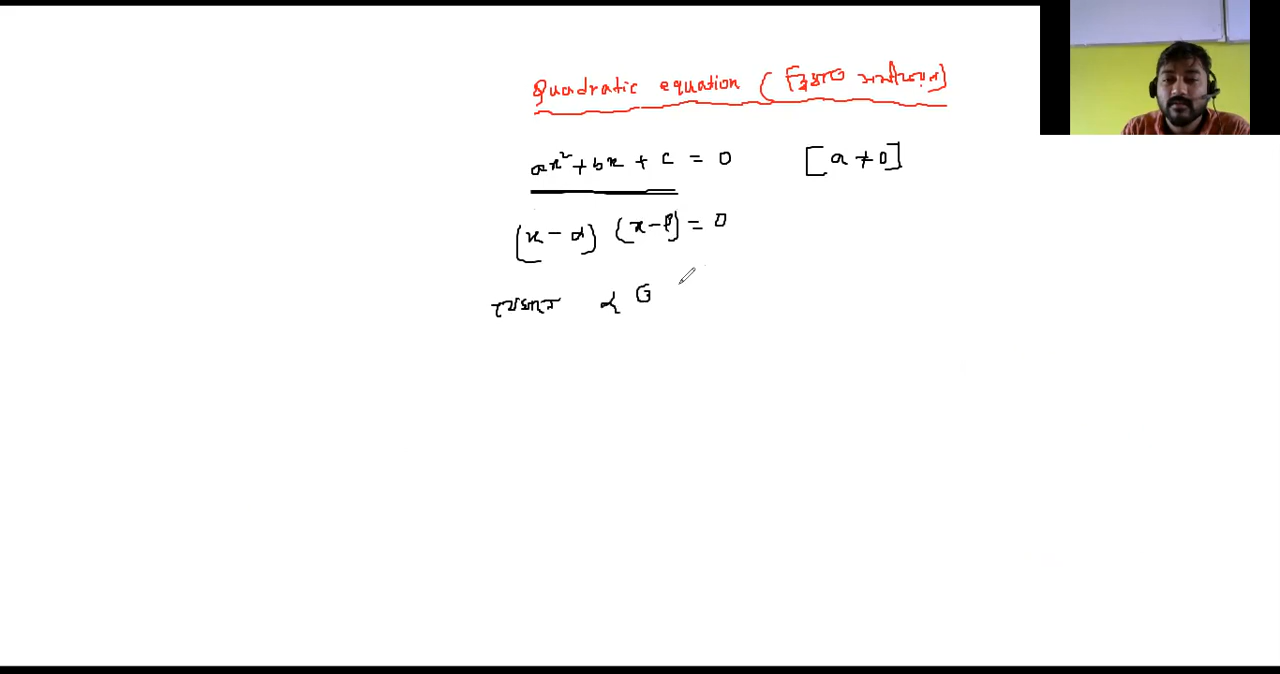 Quadratic equation (দ্বিঘাত সমীকরণ)
ax² + bx + c = 0 [a ≠ 0]
(x - α) (x - β) = 0
যেখানে α ও